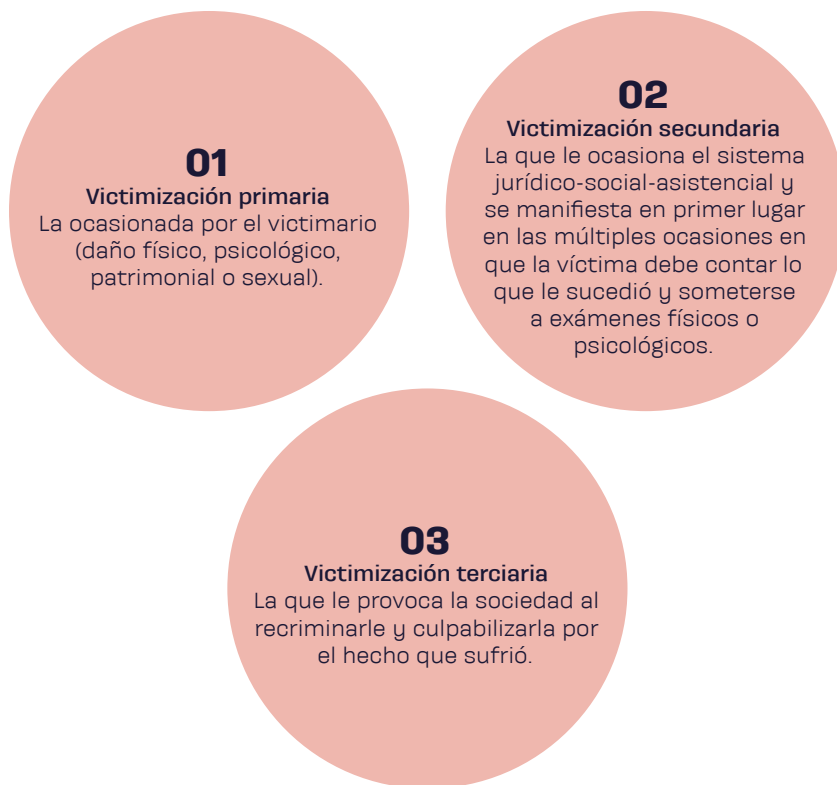 01
Victimización primaria
La ocasionada por el victimario
(daño físico, psicológico,
patrimonial o sexual).
02
Victimización secundaria
La que le ocasiona el sistema
jurídico-social-asistencial y
se manifiesta en primer lugar
en las múltiples ocasiones en
que la víctima debe contar lo
que le sucedió y someterse
a exámenes físicos o
psicológicos.
03
Victimización terciaria
La que le provoca la sociedad al
recriminarle y culpabilizarla por
el hecho que sufrió.